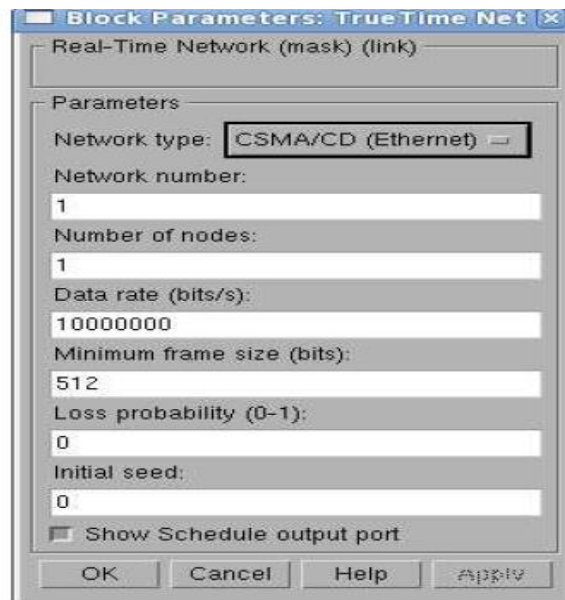 Block Parameters: TrueTime Net
Real-Time Network (mask) (link)
Parameters
Network type: CSMA/CD (Ethernet)
Network number:
1
Number of nodes:
1
Data rate (bits/s):
10000000
Minimum frame size (bits):
512
Loss probability (0-1):
0
Initial seed:
0
Show Schedule output port
OK Cancel Help Apply